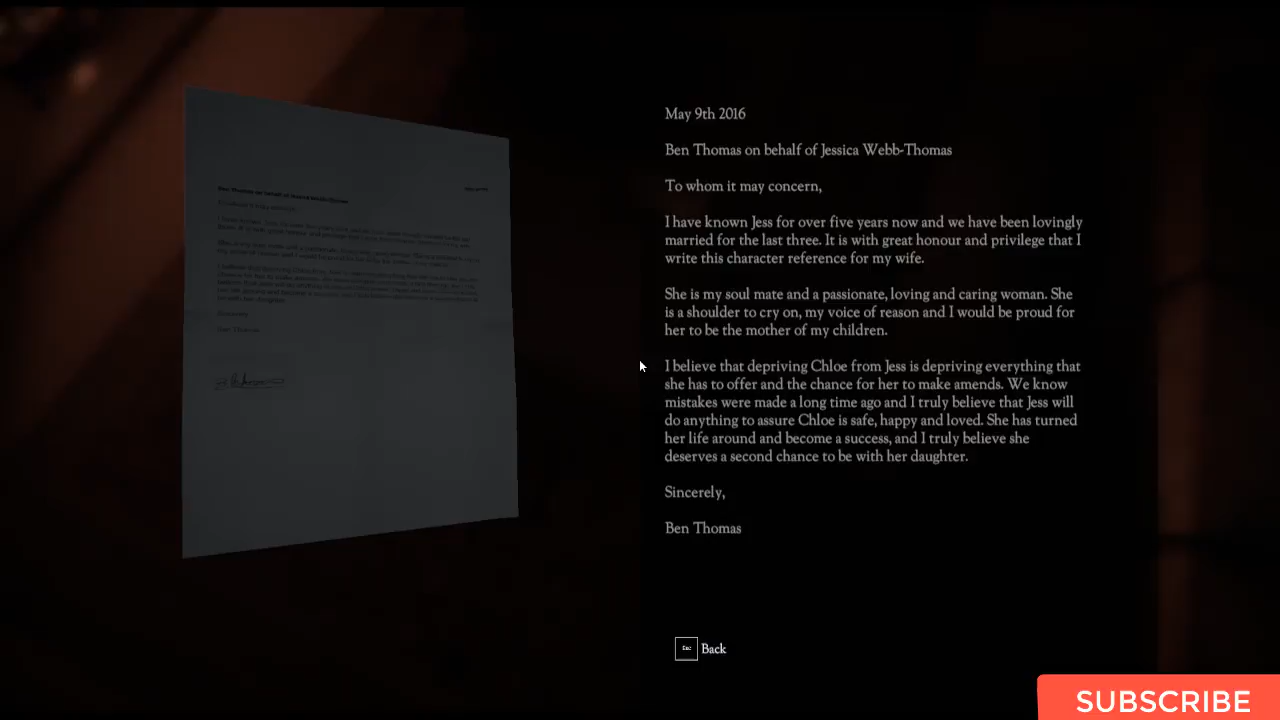 May 9th 2016
Ben Thomas on behalf of Jessica Webb-Thomas
To whom it may concern,
I have known Jess for over five years now and we have been lovingly
married for the last three. It is with great honour and privilege that I
write this character reference for my wife.
She is my soul mate and a passionate, loving and caring woman. She
is a shoulder to cry on, my voice of reason and I would be proud for
her to be the mother of my children.
I believe that depriving Chloe from Jess is depriving everything that
she has to offer and the chance for her to make amends. We know
mistakes were made a long time ago and I truly believe that Jess will
do anything to assure Chloe is safe, happy and loved. She has turned
her life around and become a success, and I truly believe she
deserves a second chance to be with her daughter.
Sincerely,
Ben Thomas
Esc Back
SUBSCRIBE